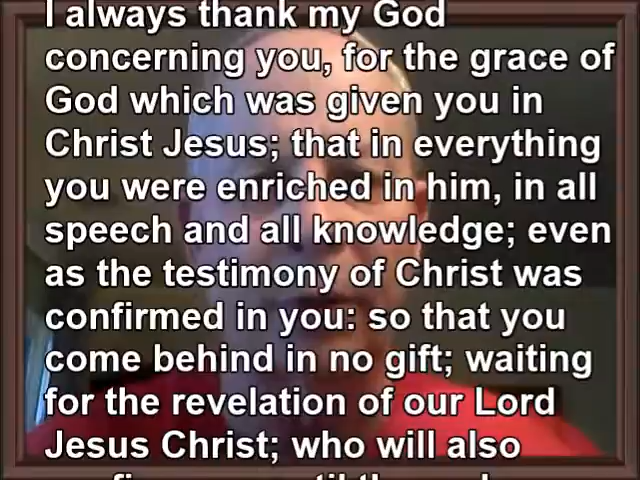 I always thank my God
concerning you, for the grace of
God which was given you in
Christ Jesus; that in everything
you were enriched in him, in all
speech and all knowledge; even
as the testimony of Christ was
confirmed in you: so that you
come behind in no gift; waiting
for the revelation of our Lord
Jesus Christ; who will also